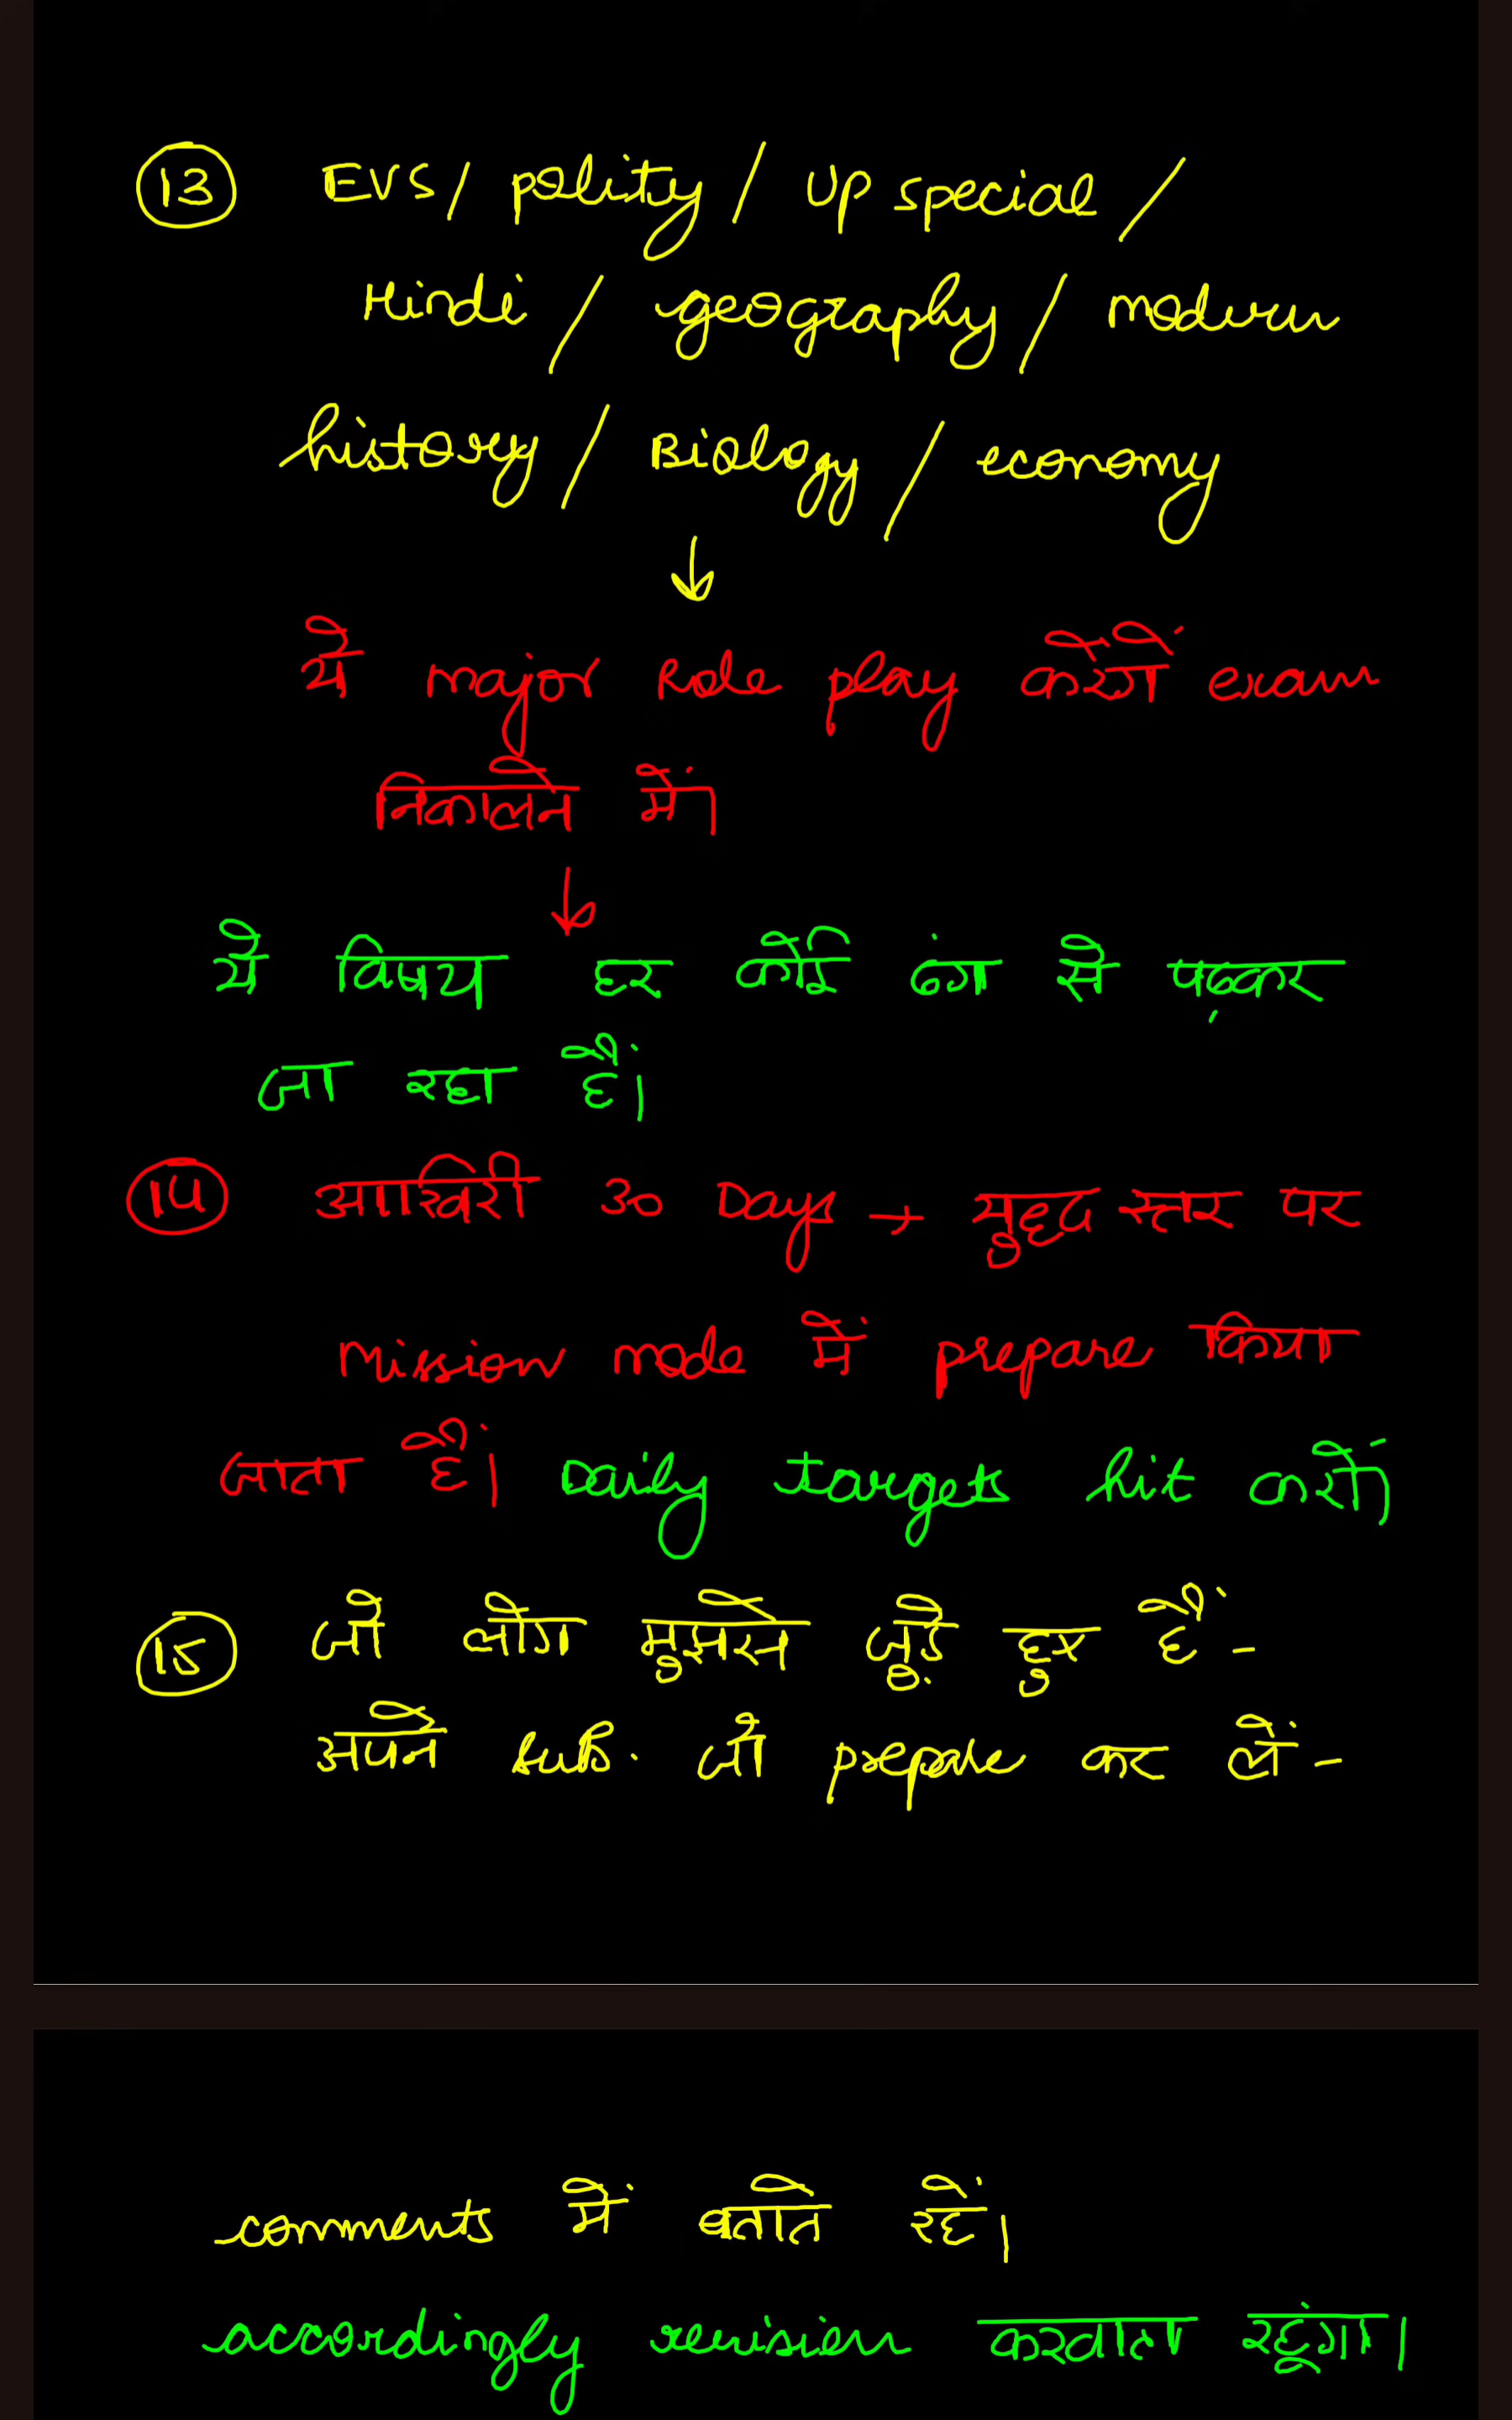 13 EVS / polity / UP special /
Hindi / geography / modern
history / Biology / economy
↓
ये major Role play करेगें exam
निकालने में।
↓
ये विषय हर कोई ढंग से पढ़कर
जा रहा हैं।
14 आखिरी 30 Days → युद्ध स्तर पर
Mission mode में prepare किया
जाता हैं। Daily targets hit करों।
15 जो लोग मुझसे जुड़े हुए हैं -
अपने sub. जो prepare कर लें -
comments में बताते रहें।
accordingly revision करवाता रहूंगा।